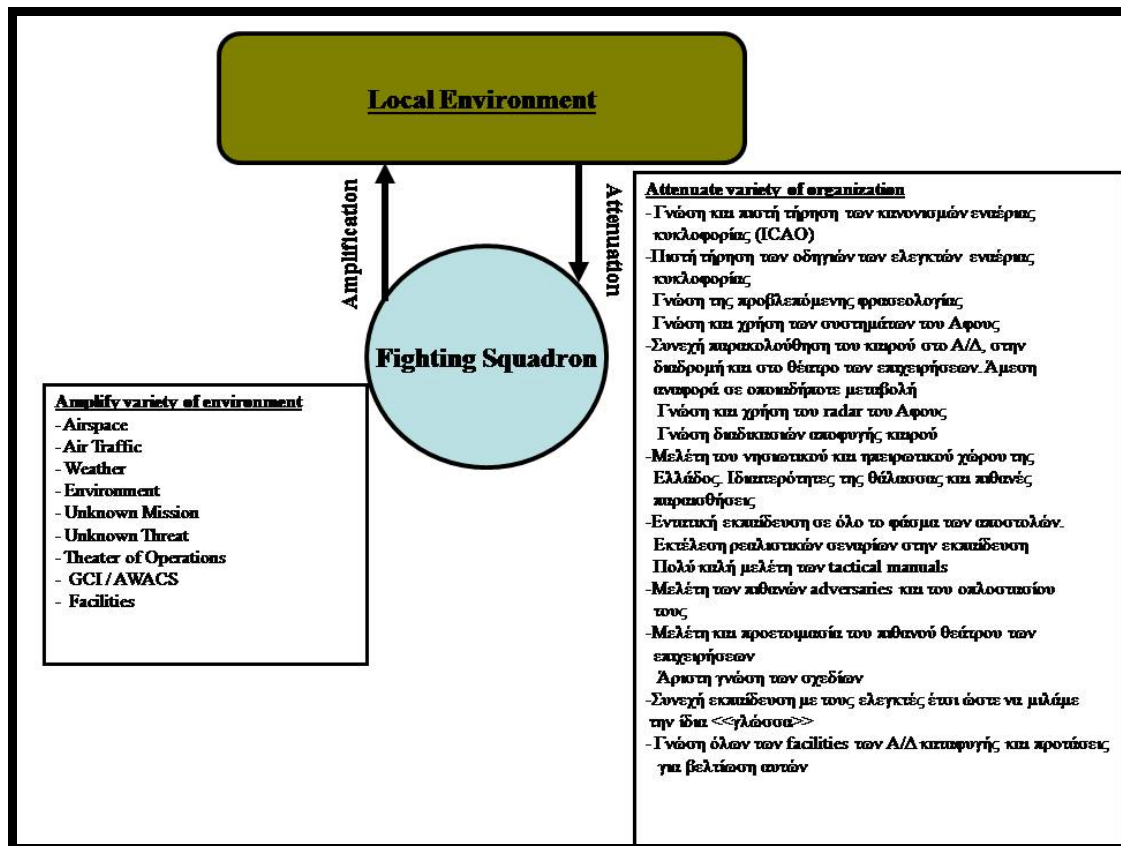 Local Environment
Amplification
Attenuation
Fighting Squadron
Amplify variety of environment
- Airspace
- Air Traffic
- Weather
- Environment
- Unknown Mission
- Unknown Threat
- Theater of Operations
- GCI / AWACS
- Facilities
Attenuate variety of organization
- Γνώση και πιστή τήρηση των κανονισμών εναέριας
κυκλοφορίας (ICAO)
-Πιστή τήρηση των οδηγιών των ελεγκτών εναέριας
κυκλοφορίας
Γνώση της προβλεπόμενης φρασεολογίας
Γνώση και χρήση των συστημάτων του Αφους
-Συνεχή παρακολούθηση του καιρού στο Α/Δ, στην
διαδρομή και στο θέατρο των επιχειρήσεων. Άμεση
αναφορά σε οποιαδήποτε μεταβολή
Γνώση και χρήση του radar του Αφους
Γνώση διαδικασιών αποφυγής καιρού
-Μελέτη του νησιωτικού και ηπειρωτικού χώρου της
Ελλάδος. Ιδιαιτερότητες της θάλασσας και πιθανές
παραισθήσεις
-Εντατική εκπαίδευση σε όλο το φάσμα των αποστολών.
Εκτέλεση ρεαλιστικών σεναρίων στην εκπαίδευση
Πολύ καλή μελέτη των tactical manuals
-Μελέτη των πιθανών adversaries και του οπλοστασίου
τους
-Μελέτη και προετοιμασία του πιθανού θεάτρου των
επιχειρήσεων
Άριστη γνώση των σχεδίων
-Συνεχή εκπαίδευση με τους ελεγκτές έτσι ώστε να μιλάμε
την ίδια <<γλώσσα>>
- Γνώση όλων των facilities των Α/Δ καταφυγής και προτάσεις
για βελτίωση αυτών